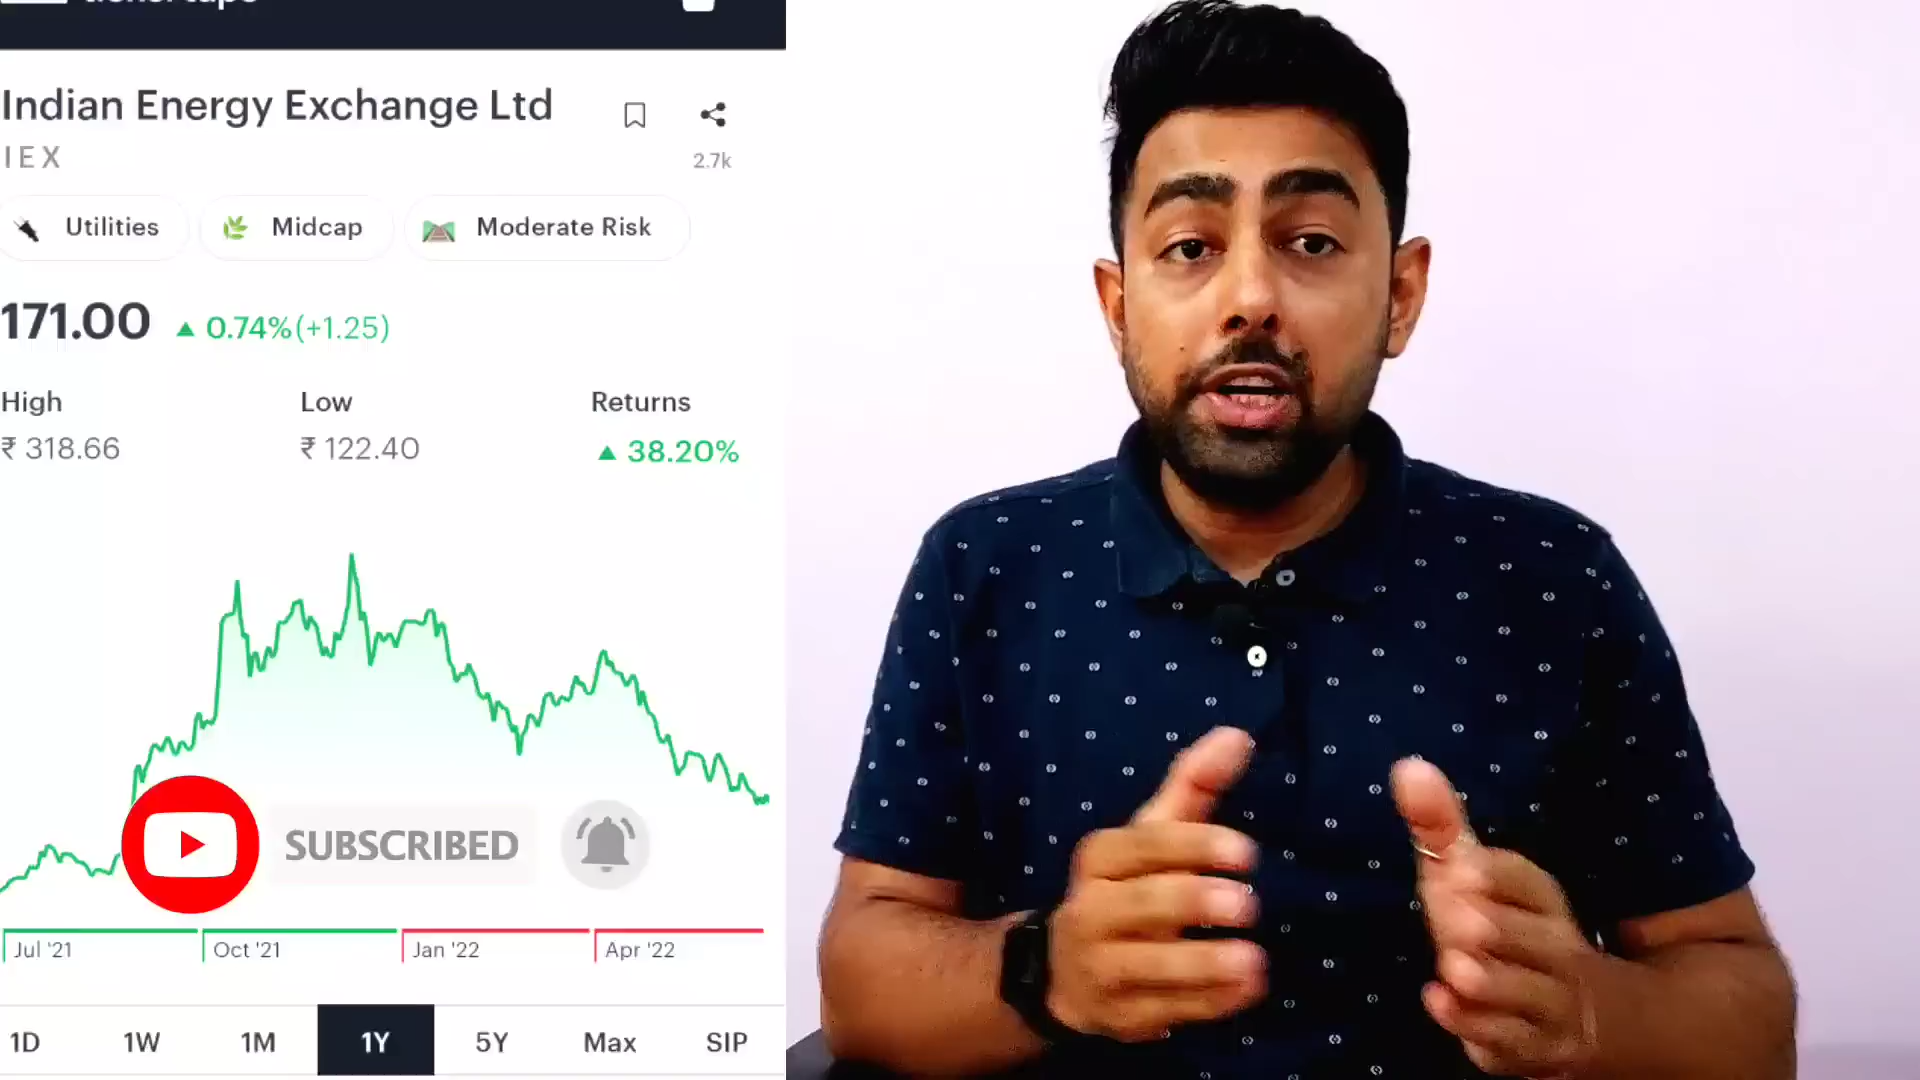 Indian Energy Exchange Ltd
IEX
2.7k
Utilities
Midcap
Moderate Risk
171.00 ▲ 0.74% (+1.25)
High Low Returns
₹ 318.66 ₹ 122.40 ▲ 38.20%
SUBSCRIBED
Jul '21 Oct '21 Jan '22 Apr '22
1D 1W 1M 1Y 5Y Max SIP